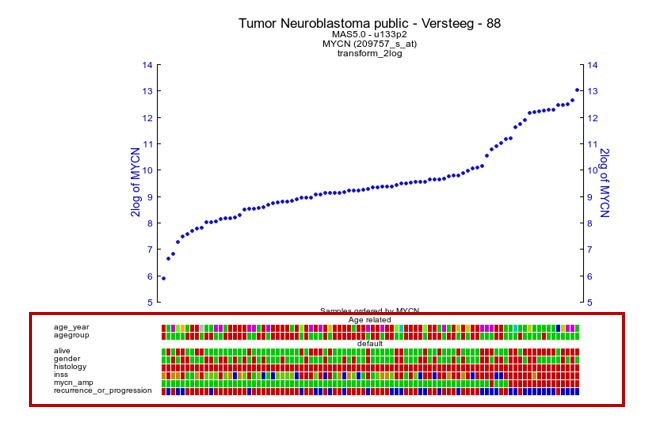 Tumor Neuroblastoma public - Versteeg - 88
MAS5.0 - u133p2
MYCN (209757_s_at)
transform_2log
14
13
12
11
10
9
8
7
6
5
2log of MYCN
14
13
12
11
10
9
8
7
6
5
2log of MYCN
Samples ordered by MYCN
Age related
age_year
agegroup
default
alive
gender
histology
inss
mycn_amp
recurrence_or_progression